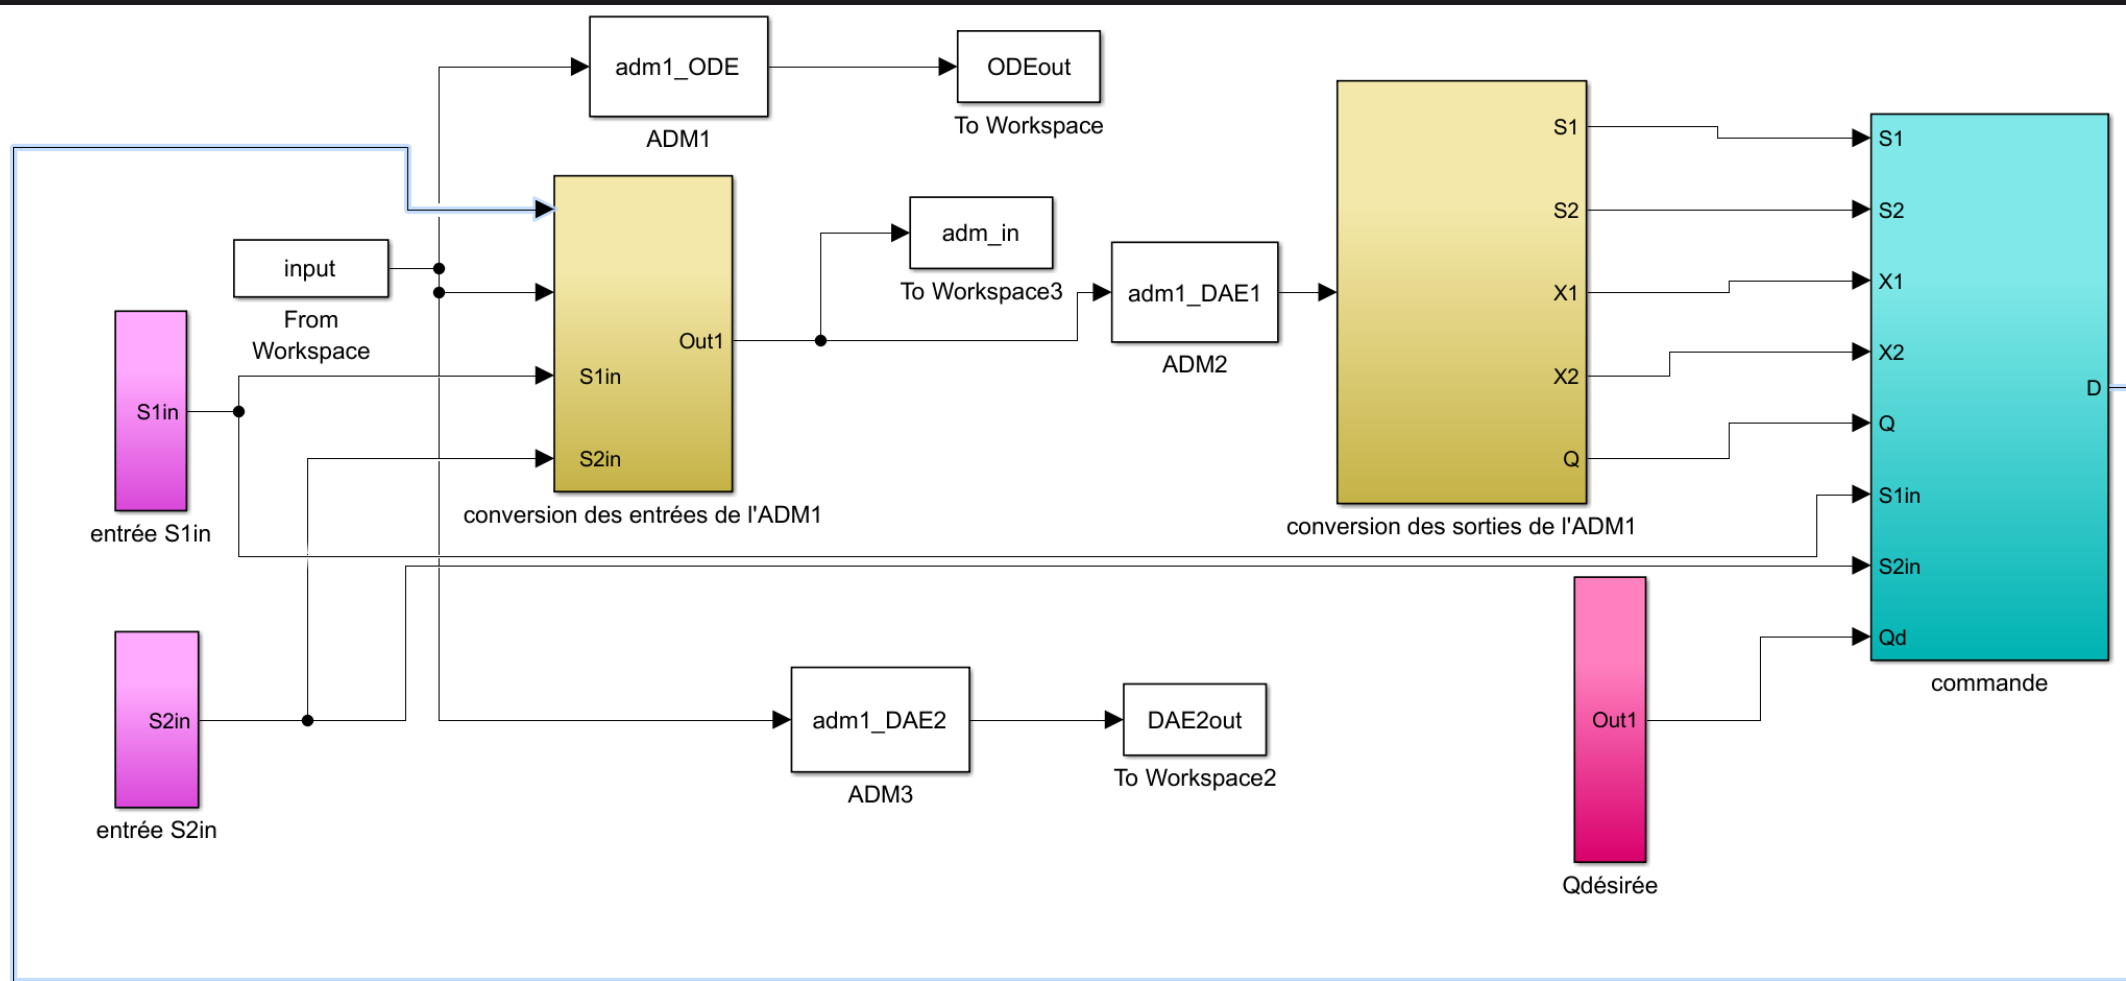 adm1_ODE
ADM1
ODEout
To Workspace
input
From
Workspace
S1in
entrée S1in
S2in
entrée S2in
Out1
S1in
S2in
conversion des entrées de l'ADM1
adm_in
To Workspace3
adm1_DAE1
ADM2
S1
S2
X1
X2
Q
conversion des sorties de l'ADM1
adm1_DAE2
ADM3
DAE2out
To Workspace2
Out1
Qdésirée
S1
S2
X1
X2
D
Q
S1in
S2in
Qd
commande